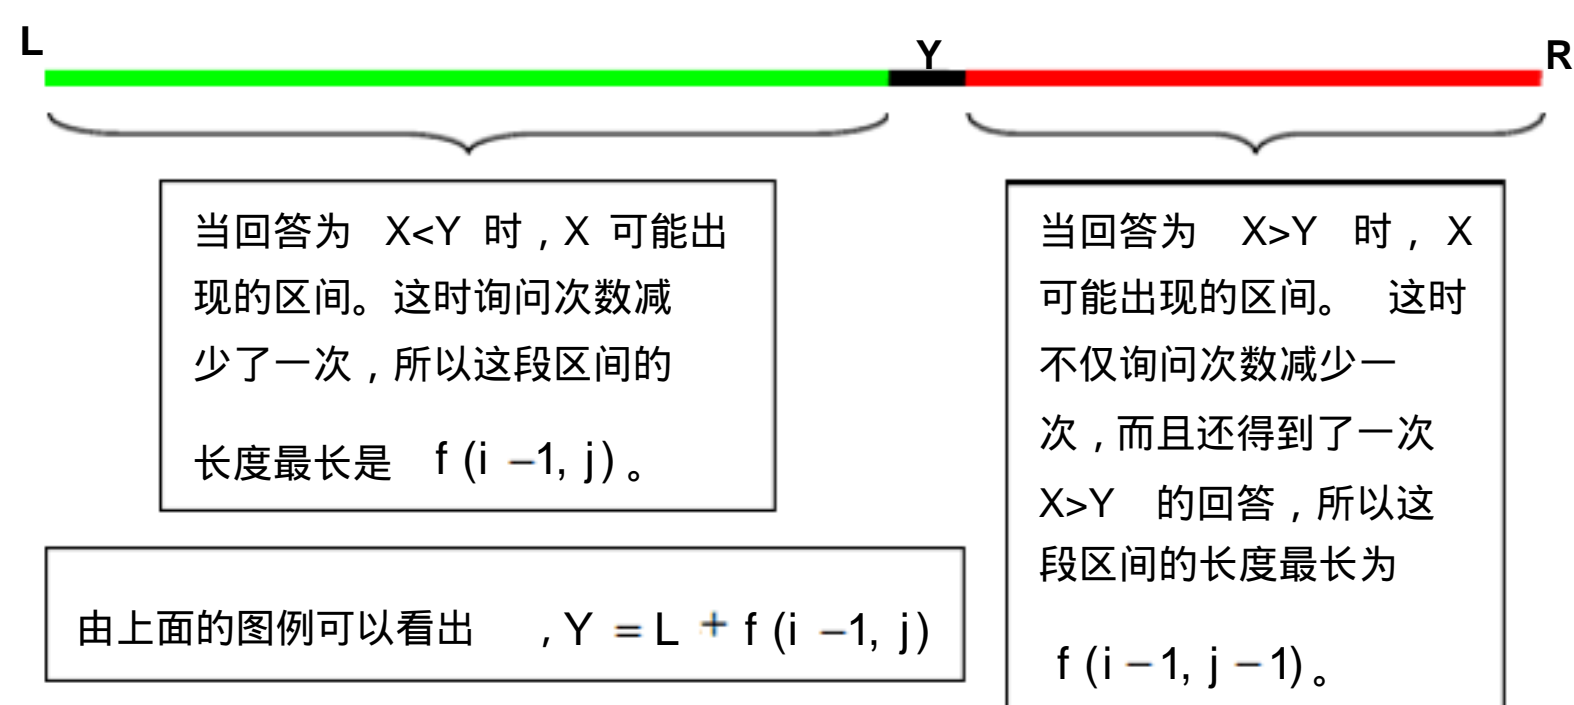 L
Y
R
当回答为 X<Y 时,X 可能出
现的区间。这时询问次数减
少了一次,所以这段区间的
长度最长是 f (i −1, j) 。
当回答为 X>Y 时, X
可能出现的区间。 这时
不仅询问次数减少一
次,而且还得到了一次
X>Y 的回答,所以这
段区间的长度最长为
f (i − 1, j − 1) 。
由上面的图例可以看出 ,Y = L + f (i −1, j)